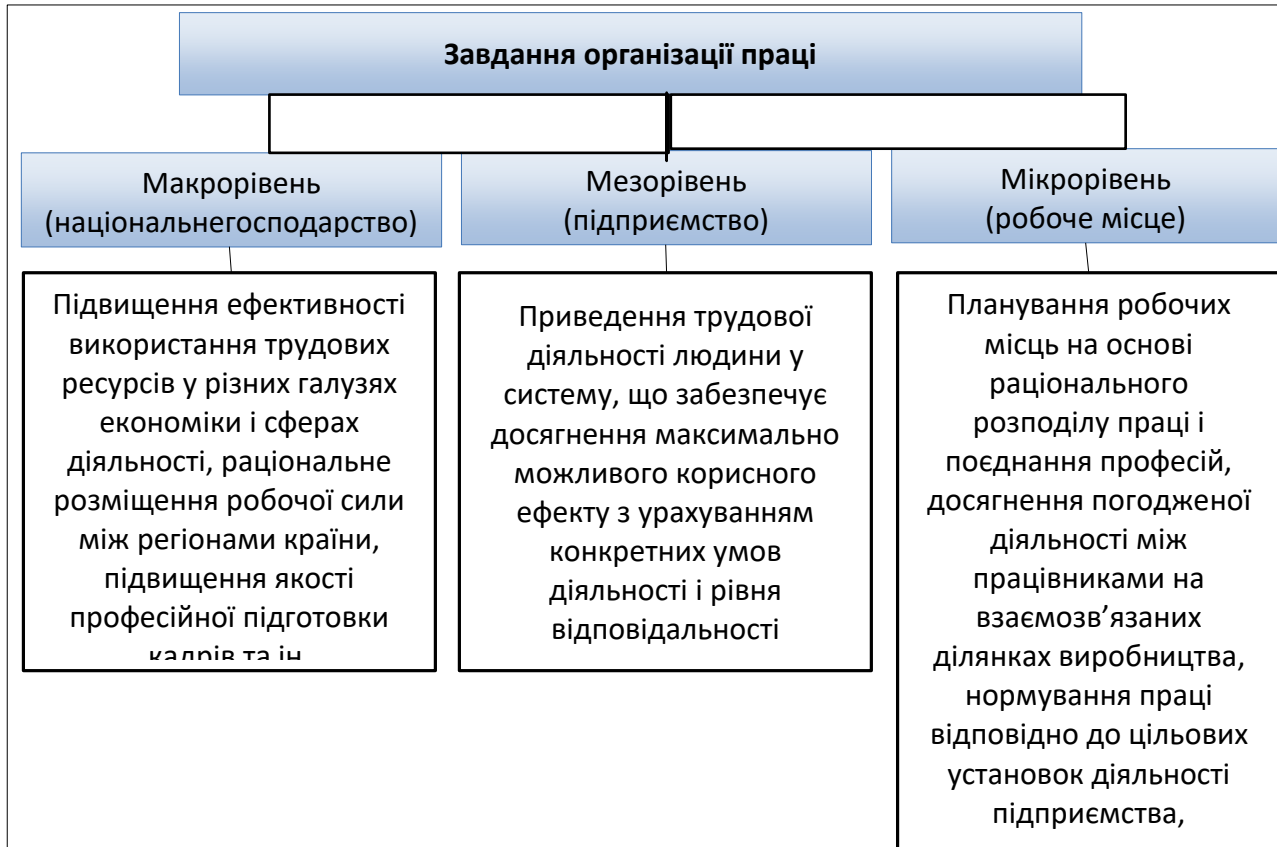 Завдання організації праці
Макрорівень
(національнегосподарство)
Мезорівень
(підприємство)
Мікрорівень
(робоче місце)
Підвищення ефективності
використання трудових
ресурсів у різних галузях
економіки і сферах
діяльності, раціональне
розміщення робочої сили
між регіонами країни,
підвищення якості
професійної підготовки
кадрів та ін
Приведення трудової
діяльності людини у
систему, що забезпечує
досягнення максимально
можливого корисного
ефекту з урахуванням
конкретних умов
діяльності і рівня
відповідальності
Планування робочих
місць на основі
раціонального
розподілу праці і
поєднання професій,
досягнення погодженої
діяльності між
працівниками на
взаємозв’язаних
ділянках виробництва,
нормування праці
відповідно до цільових
установок діяльності
підприємства,